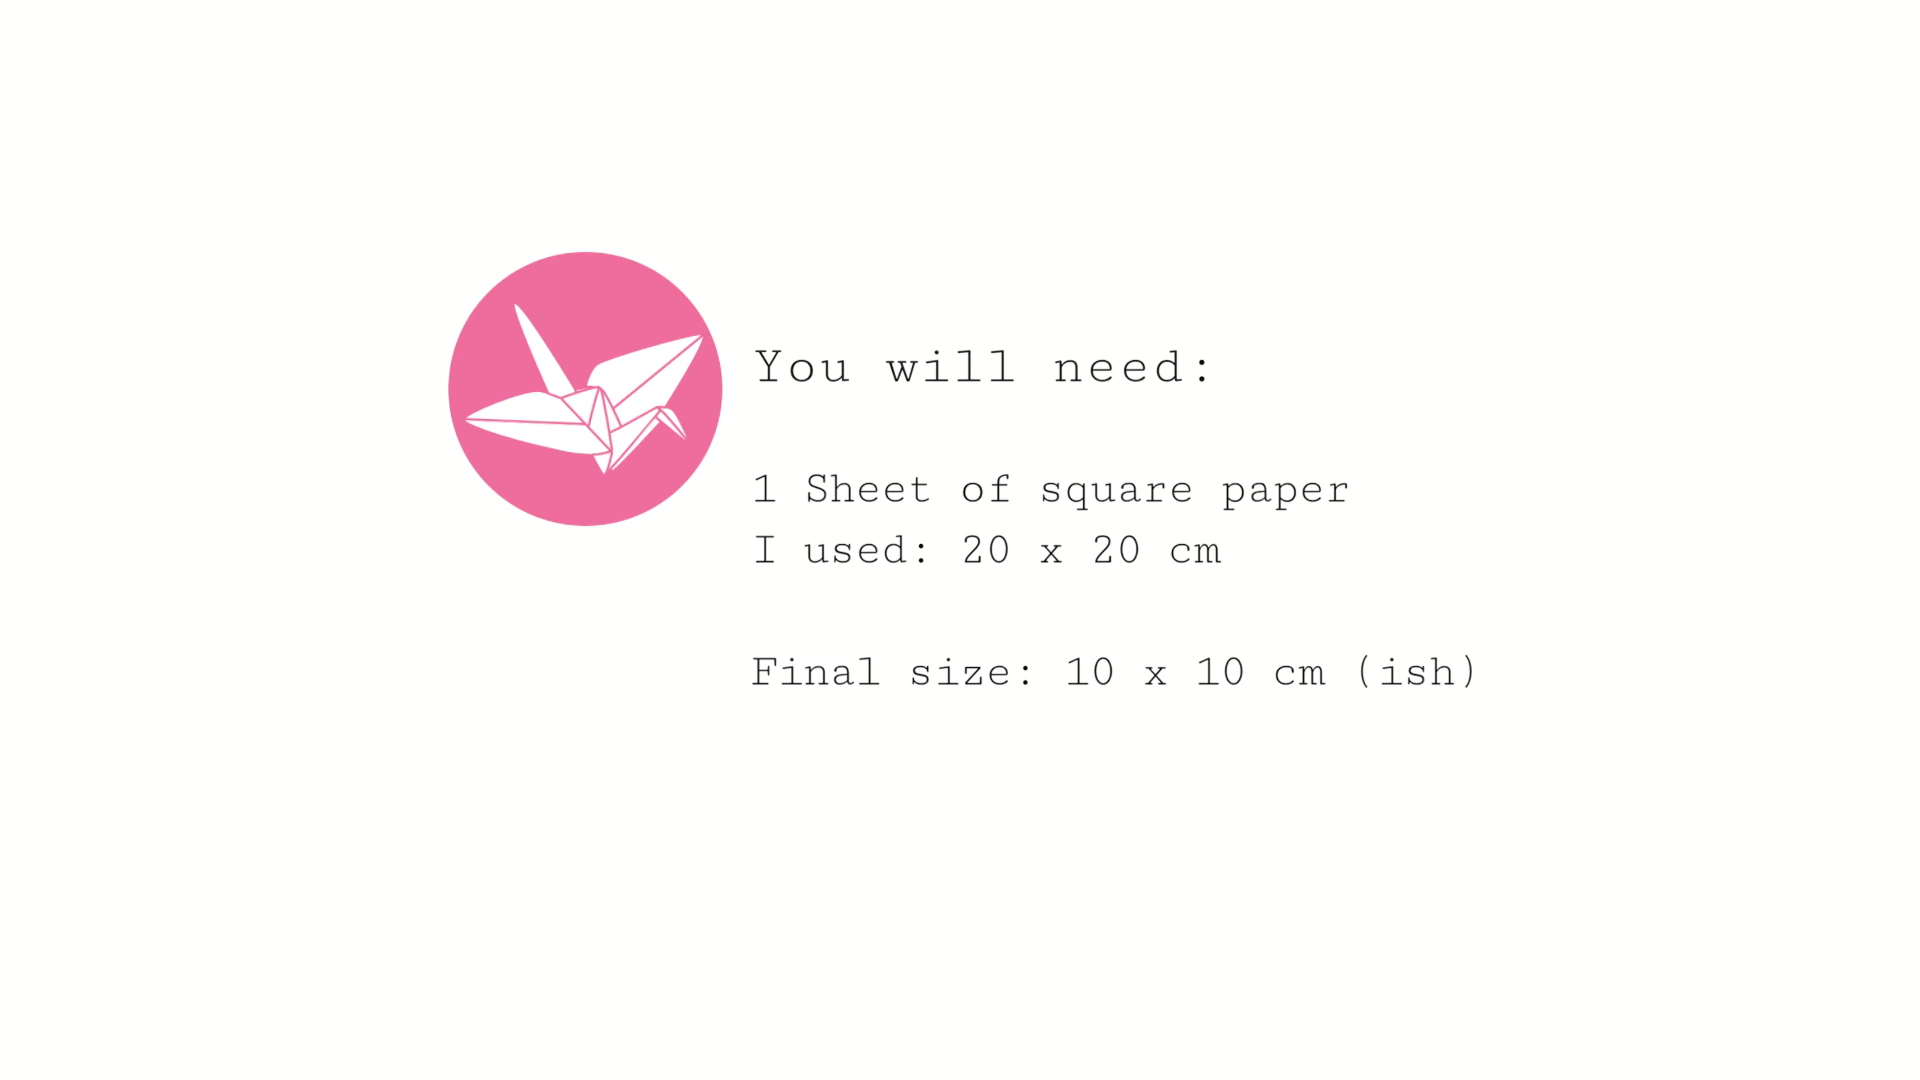 You will need:
1 Sheet of square paper
I used: 20 x 20 cm
Final size: 10 x 10 cm (ish)